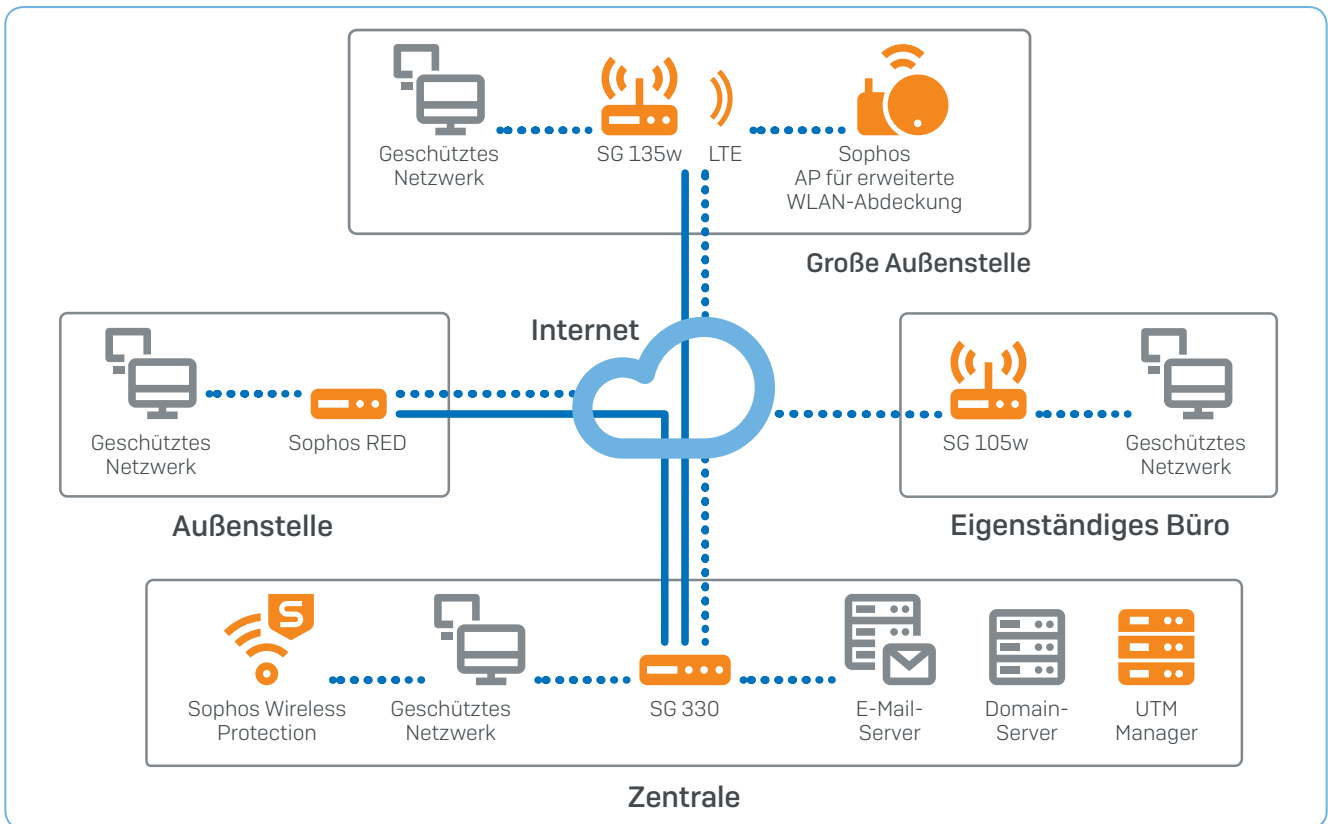 Geschütztes
Netzwerk
SG 135w
LTE
Sophos
AP für erweiterte
WLAN-Abdeckung
Große Außenstelle
Internet
Geschütztes
Netzwerk
Sophos RED
Außenstelle
SG 105w
Geschütztes
Netzwerk
Eigenständiges Büro
S
Sophos Wireless
Protection
Geschütztes
Netzwerk
SG 330
E-Mail-
Server
Domain-
Server
UTM
Manager
Zentrale